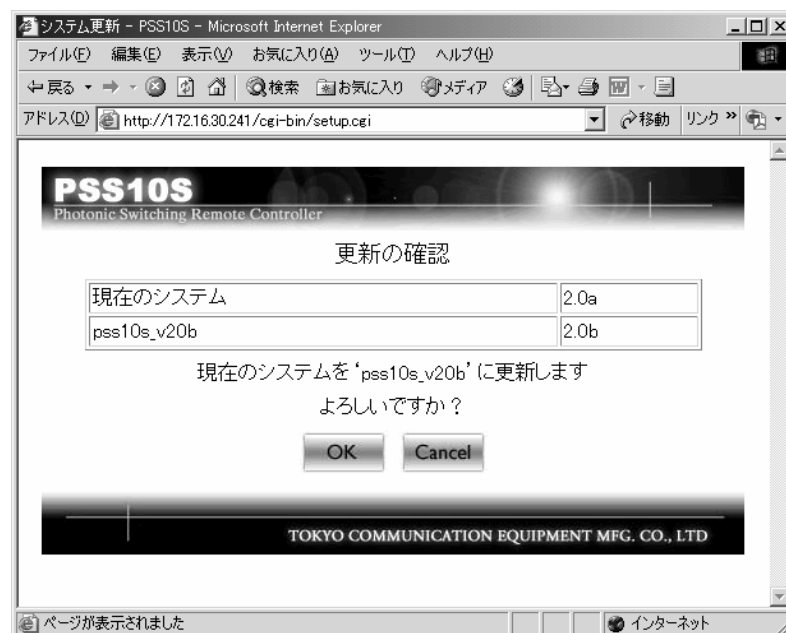 システム更新 - PSS10S - Microsoft Internet Explorer
ファイル(F) 編集(E) 表示(V) お気に入り(A) ツール(T) ヘルプ(H)
戻る 検索 お気に入り メディア
アドレス(D) http://172.16.30.241/cgi-bin/setup.cgi 移動 リンク »
PSS10S
Photonic Switching Remote Controller
更新の確認
現在のシステム 2.0a
pss10s_v20b 2.0b
現在のシステムを‘pss10s_v20b’に更新します
よろしいですか？
OK Cancel
TOKYO COMMUNICATION EQUIPMENT MFG. CO., LTD
ページが表示されました インターネット